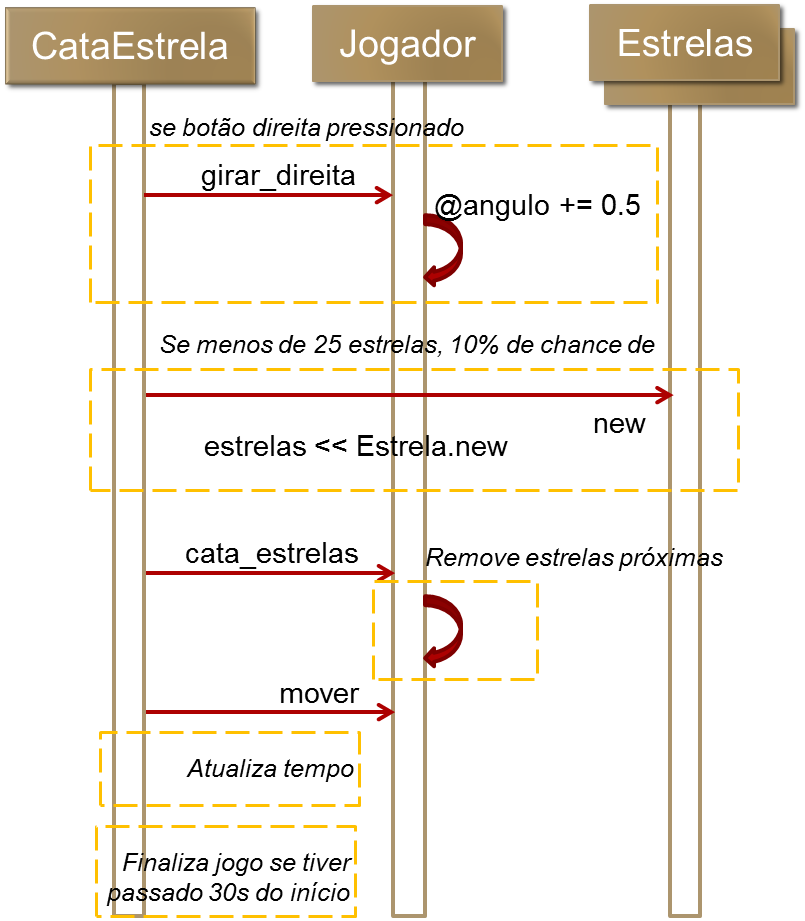 CataEstrela
Jogador
Estrelas
se botão direita pressionado
girar_direita
@angulo += 0.5
Se menos de 25 estrelas, 10% de chance de
new
estrelas << Estrela.new
cata_estrelas
Remove estrelas próximas
mover
Atualiza tempo
Finaliza jogo se tiver
passado 30s do início